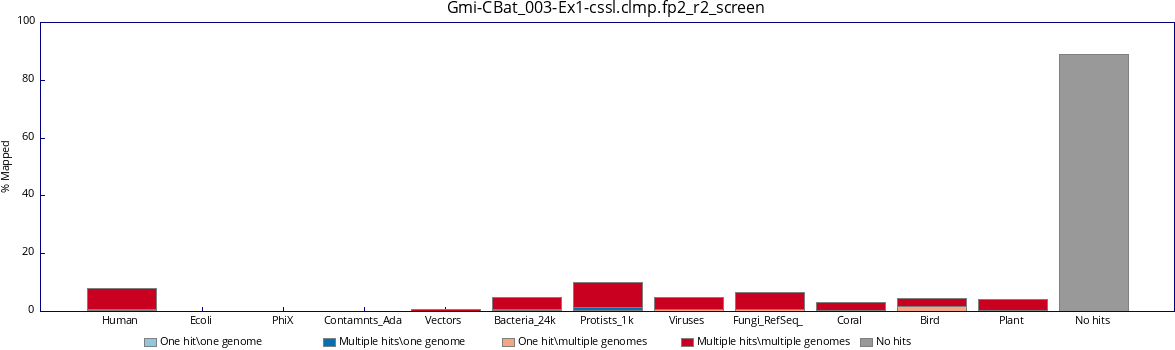 Gmi-CBat_003-Ex1-cssl.clmp.fp2_r2_screen
100
80
60
40
20
0
% Mapped
Human Ecoli PhiX Contamnts_Ada Vectors Bacteria_24k Protists_1k Viruses Fungi_RefSeq_ Coral Bird Plant No hits
One hit\one genome Multiple hits\one genome One hit\multiple genomes Multiple hits\multiple genomes No hits